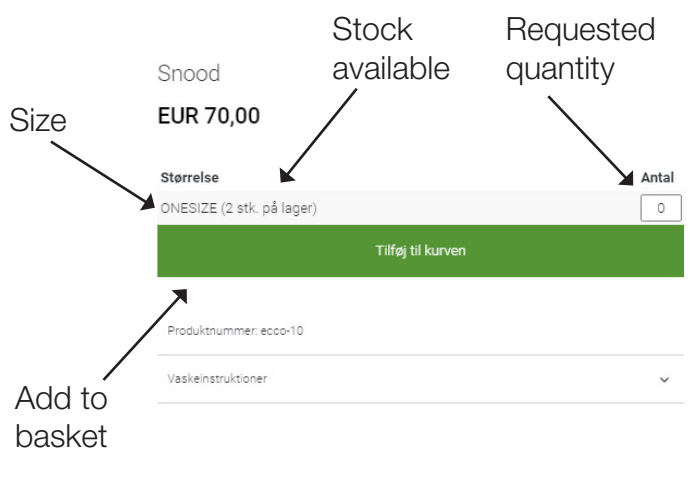 Stock
available
Requested
quantity
Snood
EUR 70,00
Size
Størrelse
Antal
ONESIZE (2 stk. på lager)
0
Tilføj til kurven
Produktnummer: ecco-10
Vaskeinstruktioner
Add to
basket